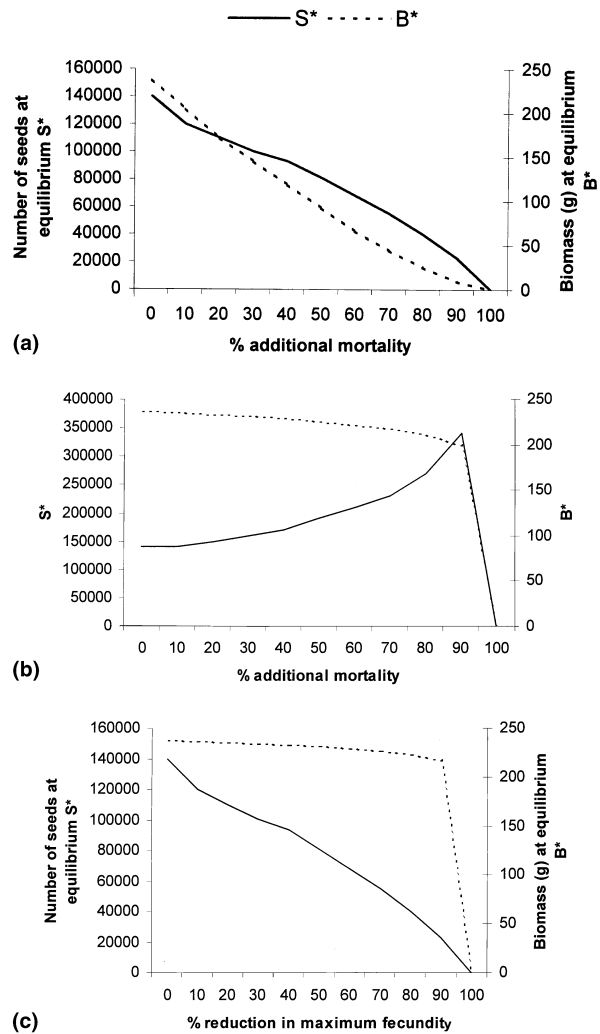 S* B*
Number of seeds at
equilibrium S*
160000
140000
120000
100000
80000
60000
40000
20000
0
250
200
150
100
50
0
Biomass (g) at equilibrium
B*
0 10 20 30 40 50 60 70 80 90 100
% additional mortality
(a)
S*
400000
350000
300000
250000
200000
150000
100000
50000
0
250
200
150
100
50
0
B*
0 10 20 30 40 50 60 70 80 90 100
% additional mortality
(b)
Number of seeds at
equilibrium S*
160000
140000
120000
100000
80000
60000
40000
20000
0
250
200
150
100
50
0
Biomass (g) at equilibrium
B*
0 10 20 30 40 50 60 70 80 90 100
% reduction in maximum fecundity
(c)